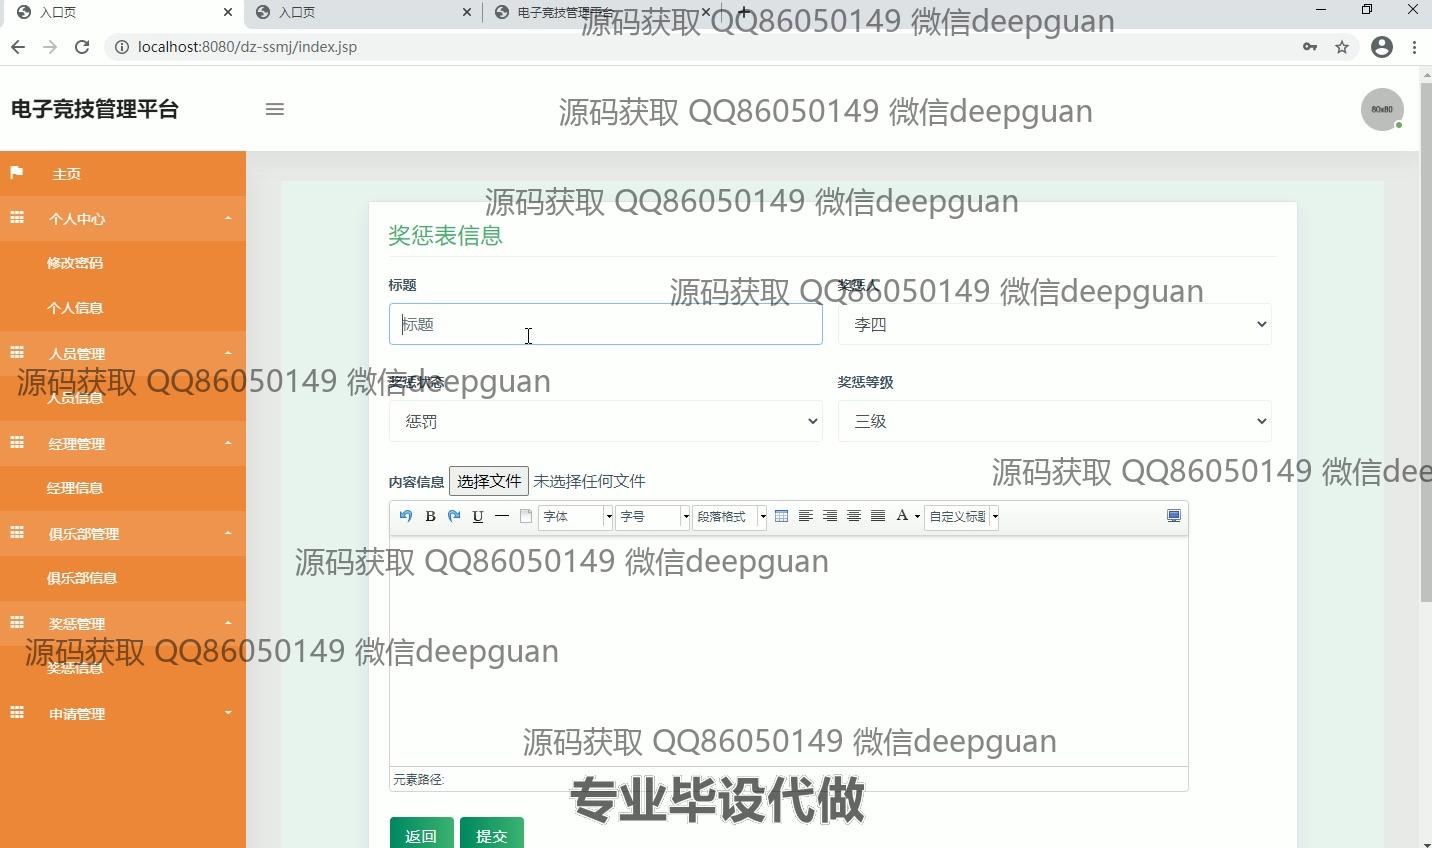 入口页
入口页
电子竞技管理平台
源码获取 QQ86050149 微信deepguan
localhost:8080/dz-ssmj/index.jsp
电子竞技管理平台
源码获取 QQ86050149 微信deepguan
80x80
主页
源码获取 QQ86050149 微信deepguan
个人中心
奖惩表信息
修改密码
标题
奖惩人
源码获取 QQ86050149 微信deepguan
个人信息
标题
李四
人员管理
源码获取 QQ86050149 微信deepguan
奖惩状态
奖惩等级
人员信息
惩罚
三级
经理管理
源码获取 QQ86050149 微信dee
经理信息
内容信息 选择文件 未选择任何文件
B U 字体 字号 段落格式 A 自定义标题
俱乐部管理
源码获取 QQ86050149 微信deepguan
俱乐部信息
奖惩管理
源码获取 QQ86050149 微信deepguan
奖惩信息
申请管理
源码获取 QQ86050149 微信deepguan
元素路径:
专业毕设代做
返回 提交